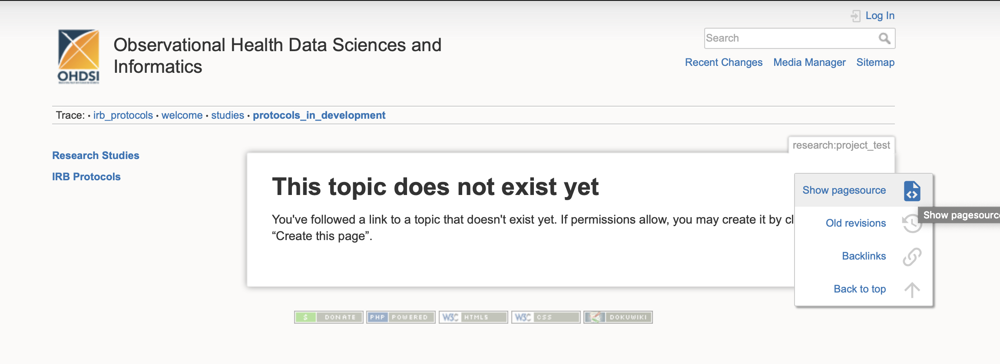 Log In
OHDSI
Observational Health Data Sciences and
Informatics
Search
Recent Changes Media Manager Sitemap
Trace: • irb_protocols • welcome • studies • protocols_in_development
research:project_test
Research Studies
IRB Protocols
This topic does not exist yet
You've followed a link to a topic that doesn't exist yet. If permissions allow, you may create it by cl
“Create this page”.
Show pagesource
Show pagesource
Old revisions
Backlinks
Back to top
$ DONATE
PHP POWERED
W3C HTML5
W3C CSS
DOKUWIKI